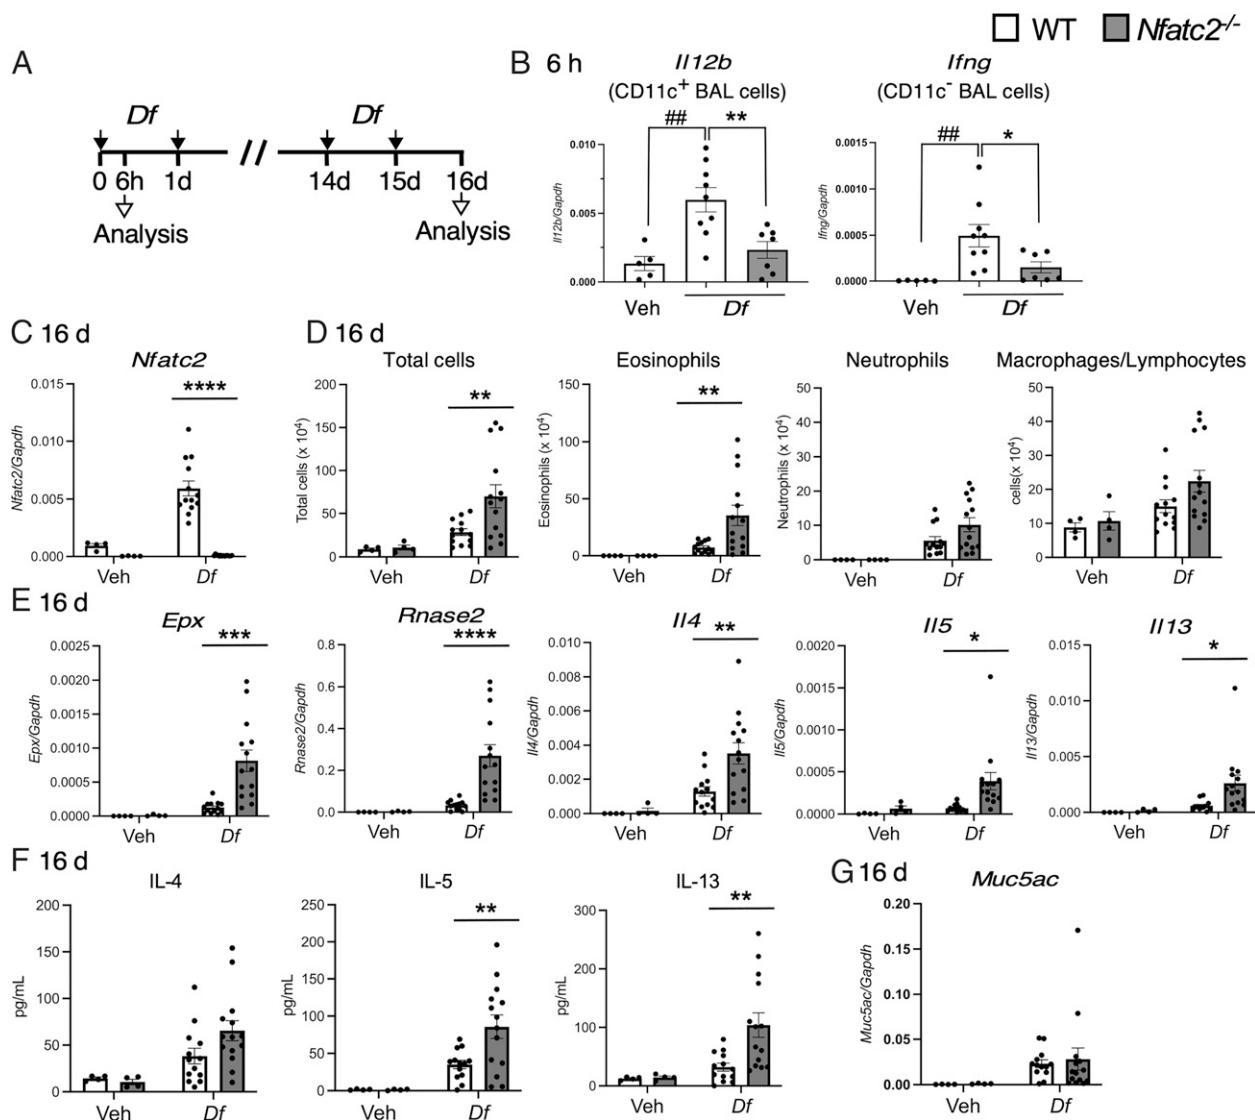 WT Nfatc2-/-
A
Df Df
0 6h 1d 14d 15d 16d
Analysis Analysis
B 6 h
Il12b
(CD11c+ BAL cells)
## **
0.010
0.005
0.000
Il12b/Gapdh
Veh Df
Ifng
(CD11c- BAL cells)
## *
0.0015
0.0010
0.0005
0.0000
Ifng/Gapdh
Veh Df
C 16 d
Nfatc2
****
0.015
0.010
0.005
0.000
Nfatc2/Gapdh
Veh Df
D 16 d
Total cells
**
200
150
100
50
0
Total cells (x 104)
Veh Df
Eosinophils
**
150
100
50
0
Eosinophils (x 104)
Veh Df
Neutrophils
50
40
30
20
10
0
Neutrophils (x 104)
Veh Df
Macrophages/Lymphocytes
50
40
30
20
10
0
cells(x 104)
Veh Df
E 16 d
Epx
***
0.0025
0.0020
0.0015
0.0010
0.0005
0.0000
Epx/Gapdh
Veh Df
Rnase2
****
0.8
0.6
0.4
0.2
0.0
Rnase2/Gapdh
Veh Df
Il4
**
0.010
0.008
0.006
0.004
0.002
0.000
Il4/Gapdh
Veh Df
Il5
*
0.0020
0.0015
0.0010
0.0005
0.0000
Il5/Gapdh
Veh Df
Il13
*
0.015
0.010
0.005
0.000
Il13/Gapdh
Veh Df
F 16 d
IL-4
200
150
100
50
0
pg/mL
Veh Df
IL-5
**
200
150
100
50
0
pg/mL
Veh Df
IL-13
**
300
200
100
0
pg/mL
Veh Df
G 16 d
Muc5ac
0.20
0.15
0.10
0.05
0.00
Muc5ac/Gapdh
Veh Df